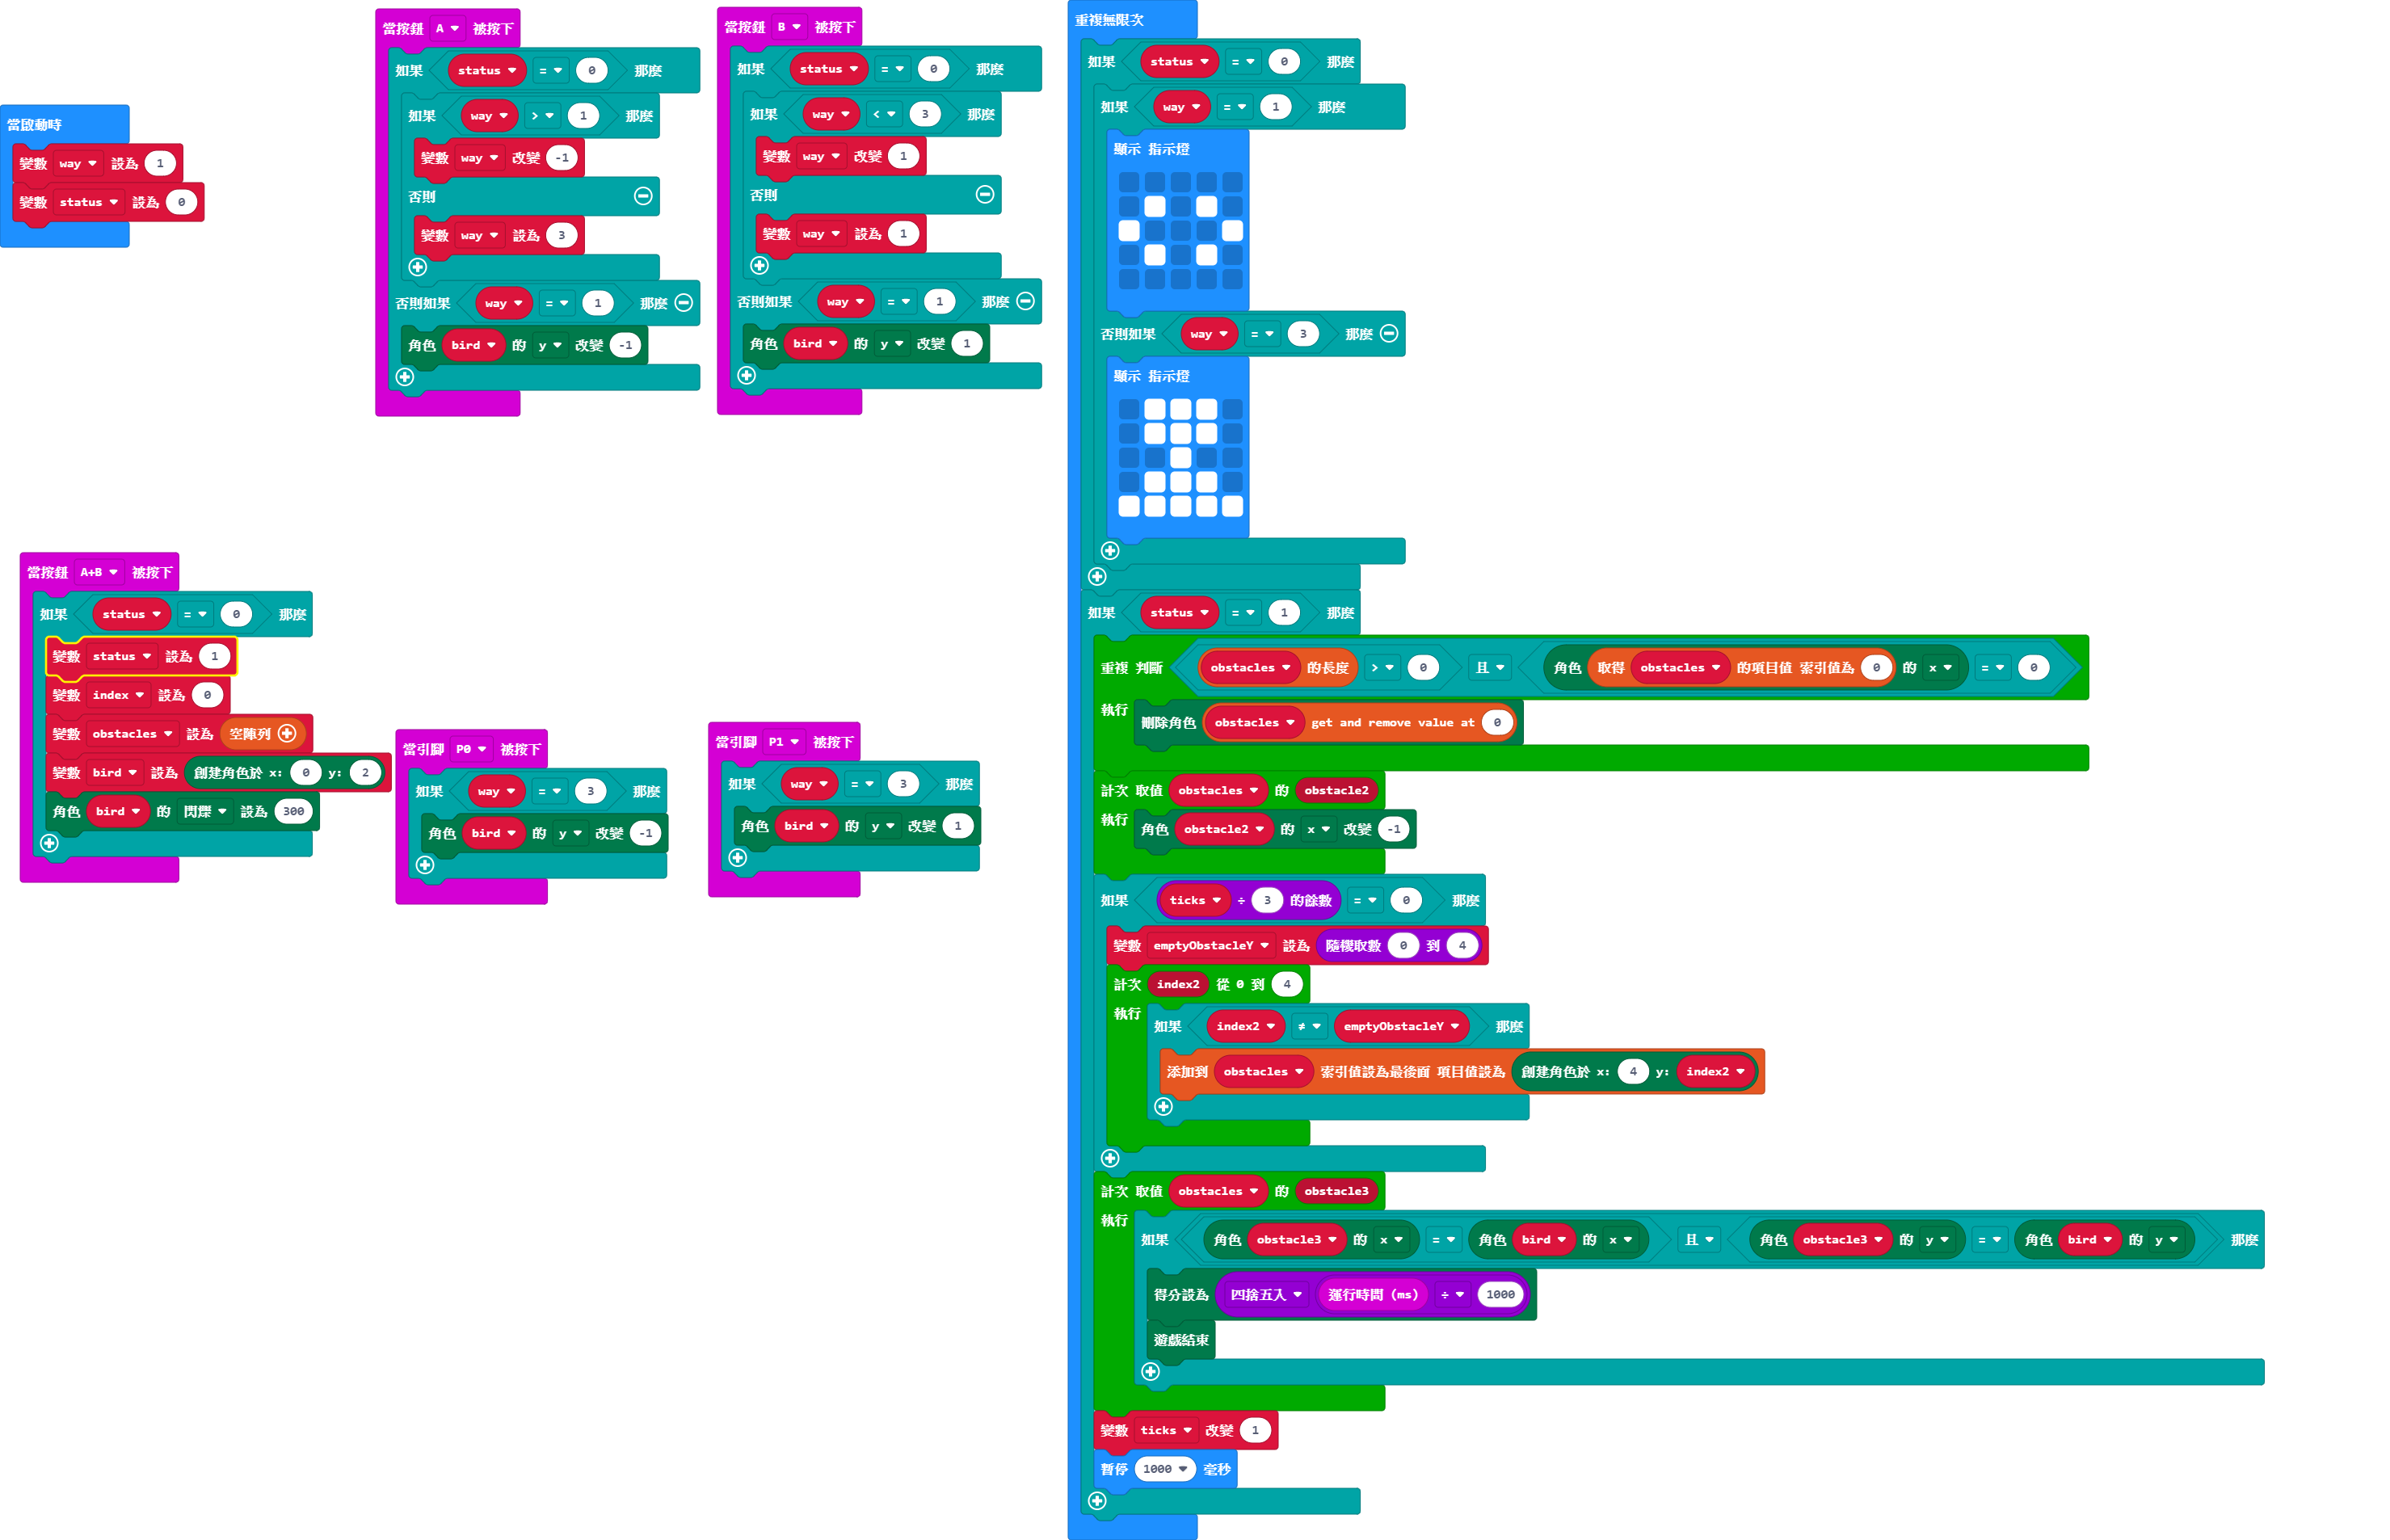 當啟動時
變數 way 設為 1
變數 status 設為 0
當按鈕 A 被按下
如果 status = 0 那麼
如果 way > 1 那麼
變數 way 改變 -1
否則
變數 way 設為 3
否則如果 way = 1 那麼
角色 bird 的 y 改變 -1
當按鈕 B 被按下
如果 status = 0 那麼
如果 way < 3 那麼
變數 way 改變 1
否則
變數 way 設為 1
否則如果 way = 1 那麼
角色 bird 的 y 改變 1
當按鈕 A+B 被按下
如果 status = 0 那麼
變數 status 設為 1
變數 index 設為 0
變數 obstacles 設為 空陣列
變數 bird 設為 創建角色於 x: 0 y: 2
角色 bird 的 閃爍 設為 300
當引腳 P0 被按下
如果 way = 3 那麼
角色 bird 的 y 改變 -1
當引腳 P1 被按下
如果 way = 3 那麼
角色 bird 的 y 改變 1
重複無限次
如果 status = 0 那麼
如果 way = 1 那麼
顯示 指示燈
否則如果 way = 3 那麼
顯示 指示燈
如果 status = 1 那麼
重複 判斷 obstacles 的長度 > 0 且 角色 取得 obstacles 的項目值 索引值為 0 的 x = 0
執行 刪除角色 obstacles get and remove value at 0
計次 取值 obstacles 的 obstacle2
執行 角色 obstacle2 的 x 改變 -1
如果 ticks ÷ 3 的餘數 = 0 那麼
變數 emptyObstacleY 設為 隨機取數 0 到 4
計次 index2 從 0 到 4
執行 如果 index2 ≠ emptyObstacleY 那麼
添加到 obstacles 索引值設為最後面 項目值設為 創建角色於 x: 4 y: index2
計次 取值 obstacles 的 obstacle3
執行 如果 角色 obstacle3 的 x = 角色 bird 的 x 且 角色 obstacle3 的 y = 角色 bird 的 y 那麼
得分設為 四捨五入 運行時間 (ms) ÷ 1000
遊戲結束
變數 ticks 改變 1
暫停 1000 毫秒